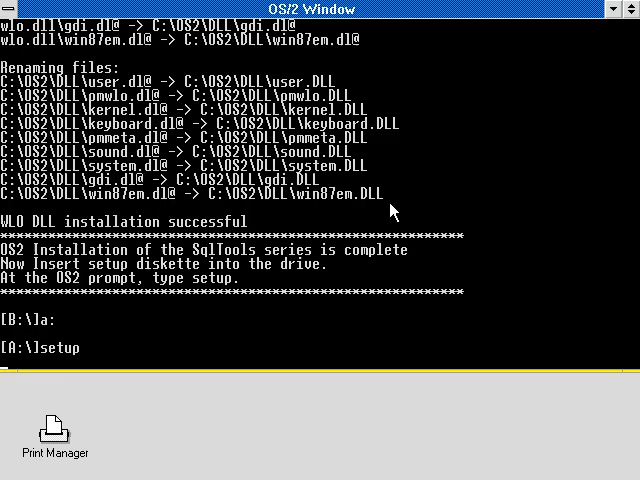 OS/2 Window
wlo.dll\gdi.dl@ -> C:\OS2\DLL\gdi.dl@
wlo.dll\win87em.dl@ -> C:\OS2\DLL\win87em.dl@
Renaming files:
C:\OS2\DLL\user.dl@ -> C:\OS2\DLL\user.DLL
C:\OS2\DLL\pmwlo.dl@ -> C:\OS2\DLL\pmwlo.DLL
C:\OS2\DLL\kernel.dl@ -> C:\OS2\DLL\kernel.DLL
C:\OS2\DLL\keyboard.dl@ -> C:\OS2\DLL\keyboard.DLL
C:\OS2\DLL\pmmeta.dl@ -> C:\OS2\DLL\pmmeta.DLL
C:\OS2\DLL\sound.dl@ -> C:\OS2\DLL\sound.DLL
C:\OS2\DLL\system.dl@ -> C:\OS2\DLL\system.DLL
C:\OS2\DLL\gdi.dl@ -> C:\OS2\DLL\gdi.DLL
C:\OS2\DLL\win87em.dl@ -> C:\OS2\DLL\win87em.DLL
WLO DLL installation successful
**********************************************************
OS2 Installation of the SqlTools series is complete
Now Insert setup diskette into the drive.
At the OS2 prompt, type setup.
**********************************************************
[B:\]a:
[A:\]setup
Print Manager